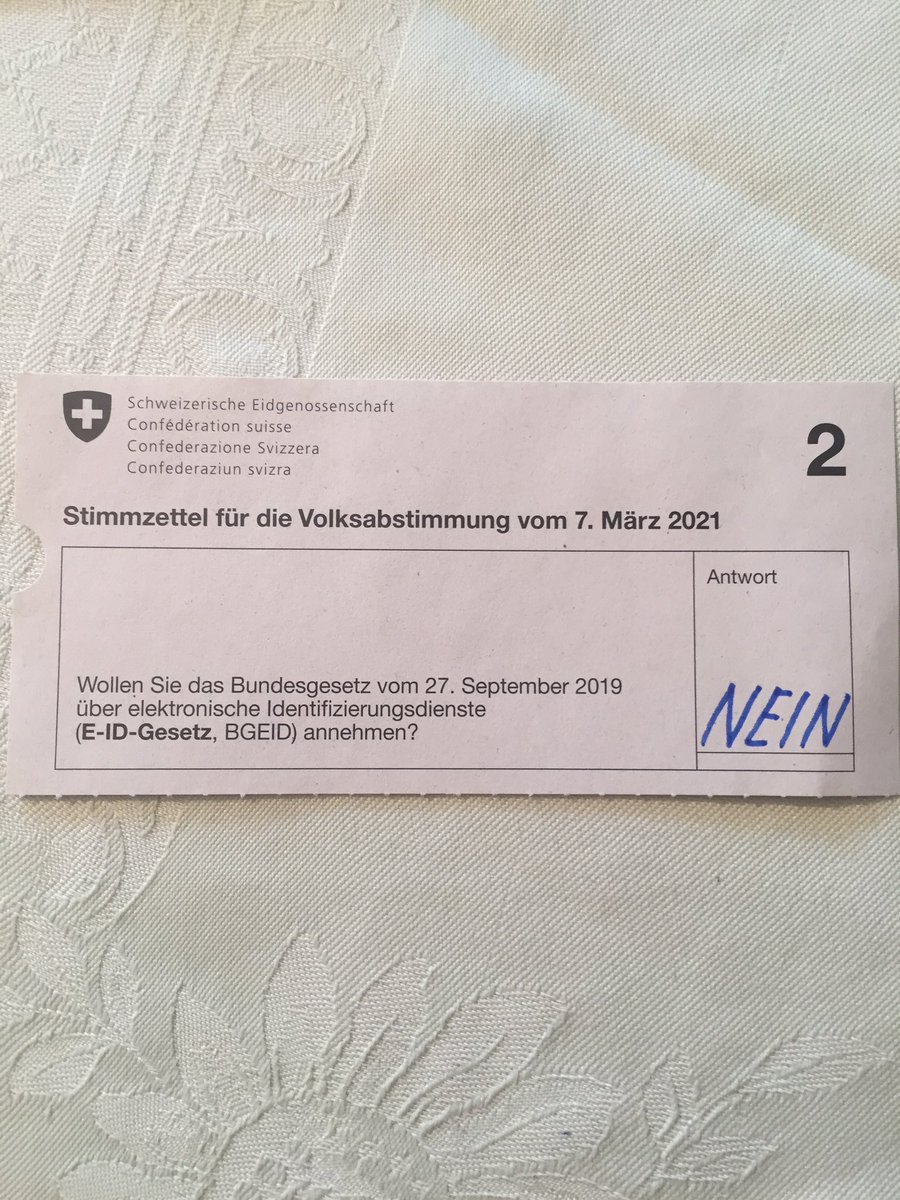 Schweizerische Eidgenossenschaft
Confédération suisse
Confederazione Svizzera
Confederaziun svizra
2
Stimmzettel für die Volksabstimmung vom 7. März 2021
Antwort
Wollen Sie das Bundesgesetz vom 27. September 2019
über elektronische Identifizierungsdienste
(E-ID-Gesetz, BGEID) annehmen?
NEIN